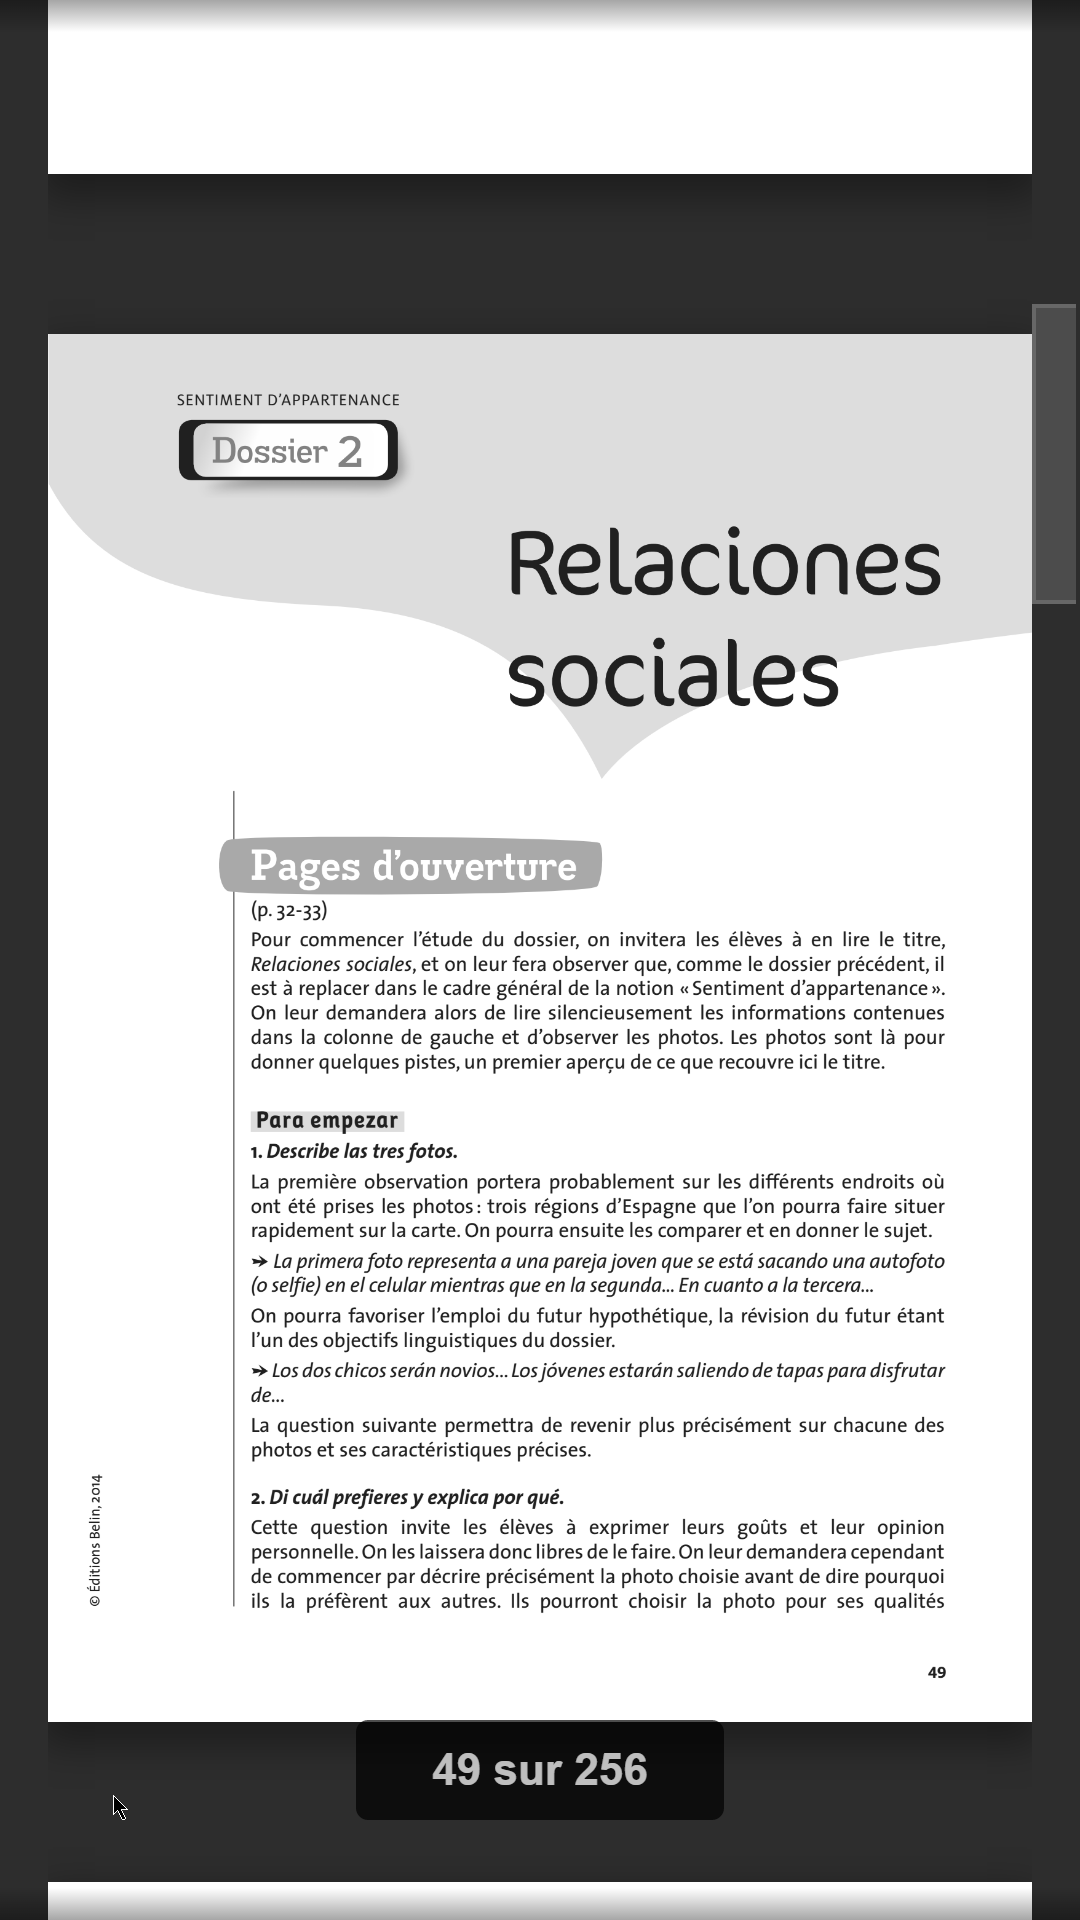 SENTIMENT D’APPARTENANCE
Dossier 2
Relaciones
sociales
Pages d’ouverture
(p. 32-33)
Pour commencer l’étude du dossier, on invitera les élèves à en lire le titre,
Relaciones sociales, et on leur fera observer que, comme le dossier précédent, il
est à replacer dans le cadre général de la notion « Sentiment d’appartenance ».
On leur demandera alors de lire silencieusement les informations contenues
dans la colonne de gauche et d’observer les photos. Les photos sont là pour
donner quelques pistes, un premier aperçu de ce que recouvre ici le titre.
Para empezar
1. Describe las tres fotos.
La première observation portera probablement sur les différents endroits où
ont été prises les photos : trois régions d’Espagne que l’on pourra faire situer
rapidement sur la carte. On pourra ensuite les comparer et en donner le sujet.
➛ La primera foto representa a una pareja joven que se está sacando una autofoto
(o selfie) en el celular mientras que en la segunda... En cuanto a la tercera...
On pourra favoriser l’emploi du futur hypothétique, la révision du futur étant
l’un des objectifs linguistiques du dossier.
➛ Los dos chicos serán novios... Los jóvenes estarán saliendo de tapas para disfrutar
de...
La question suivante permettra de revenir plus précisément sur chacune des
photos et ses caractéristiques précises.
2. Di cuál prefieres y explica por qué.
Cette question invite les élèves à exprimer leurs goûts et leur opinion
personnelle. On les laissera donc libres de le faire. On leur demandera cependant
de commencer par décrire précisément la photo choisie avant de dire pourquoi
ils la préfèrent aux autres. Ils pourront choisir la photo pour ses qualités
© Éditions Belin, 2014
49
49 sur 256